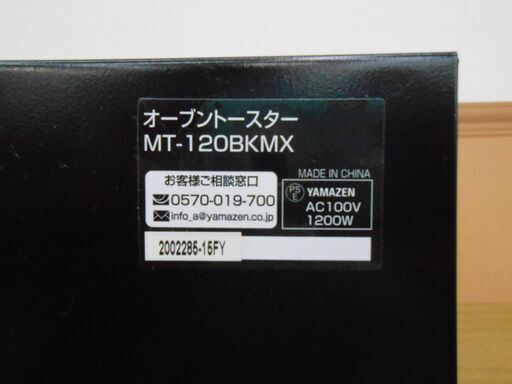 オーブントースター
MT-120BKMX
お客様ご相談窓口
0570-019-700
info_a@yamazen.co.jp
MADE IN CHINA
PS
E
YAMAZEN
AC100V
1200W
2002285-15FY